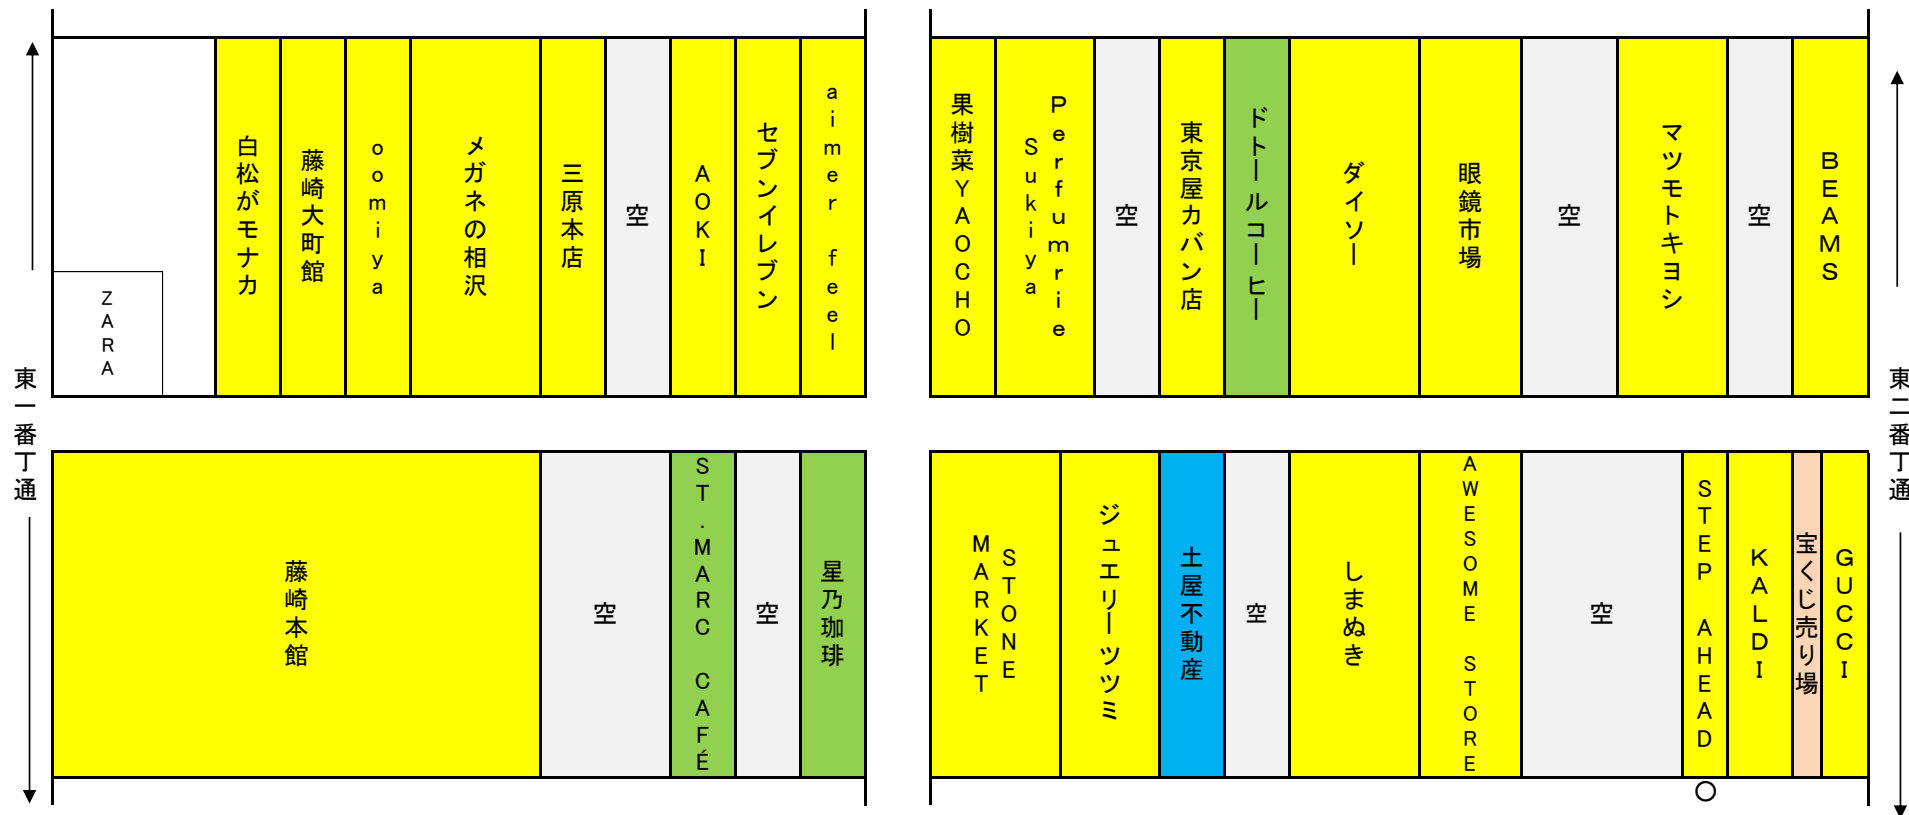 東一番丁通
ZARA
白松がモナカ
藤崎大町館
oomiya
メガネの相沢
三原本店
空
AOKI
セブンイレブン
aimer feel
果樹菜YAOCHO
Perfumrie
Sukiya
空
東京屋カバン店
ドトールコーヒー
ダイソー
眼鏡市場
空
マツモトキヨシ
空
BEAMS
東二番丁通
藤崎本館
空
ST.MARC CAFÉ
空
星乃珈琲
STONE
MARKET
ジュエリーツツミ
土屋不動産
空
しまぬき
AWESOME STORE
空
STEP AHEAD
KALDI
宝くじ売り場
GUCCI
○